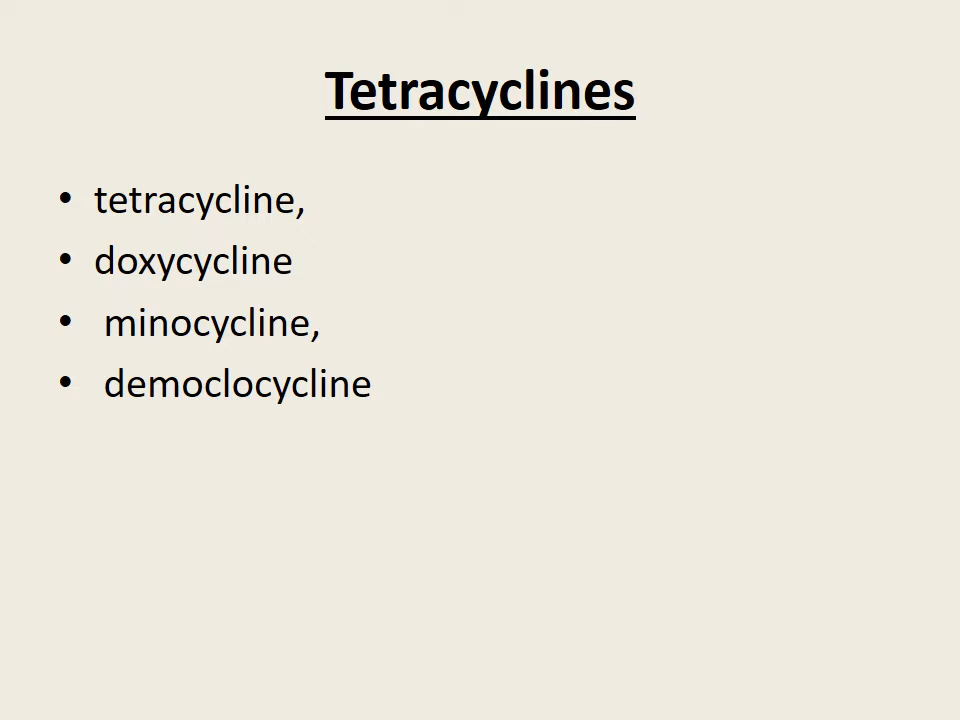 Tetracyclines
• tetracycline,
• doxycycline
• minocycline,
• democlocycline